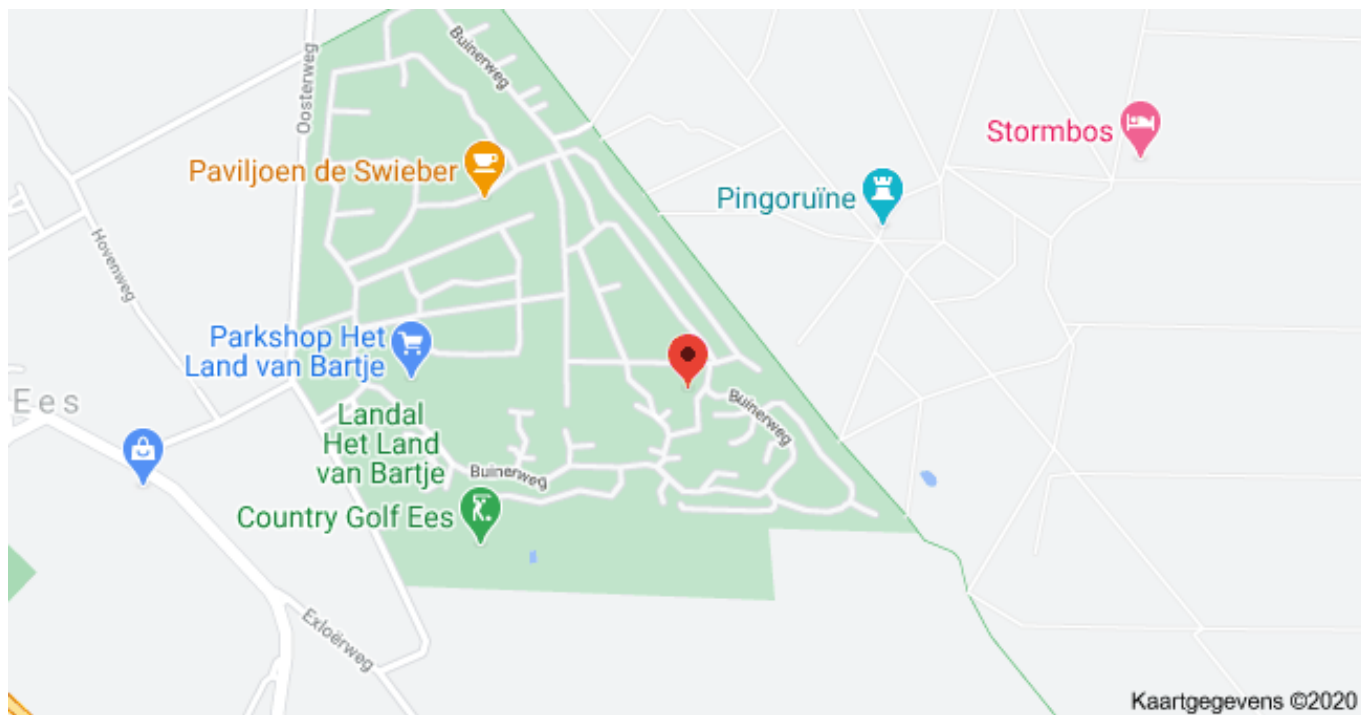 Buinerweg
Oosterweg
Stormbos
Paviljoen de Swieber
Pingoruïne
Hovenweg
Parkshop Het
Land van Bartje
Ees
Landal
Het Land
van Bartje
Buinerweg
Buinerweg
Country Golf Ees
Exloërweg
Kaartgegevens ©2020